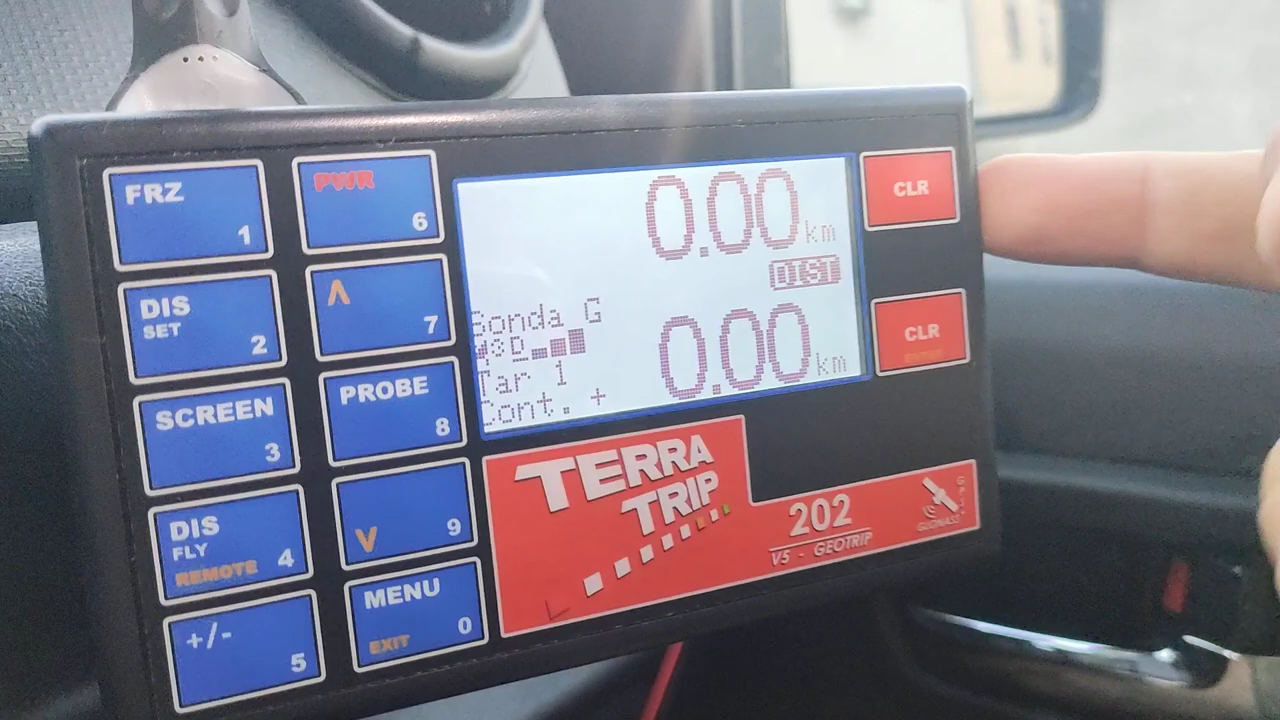 FRZ
1
PWR
6
DIS
SET
2
Λ
7
SCREEN
3
PROBE
8
DIS
FLY
REMOTE 4
V
9
+/-
5
MENU
0
EXIT
0.00 km
DIST
Sonda G
3D
Tar 1
Cont. +
0.00 km
CLR
CLR
TERRA
TRIP
202
V5 - GEOTRIP
GLONASS